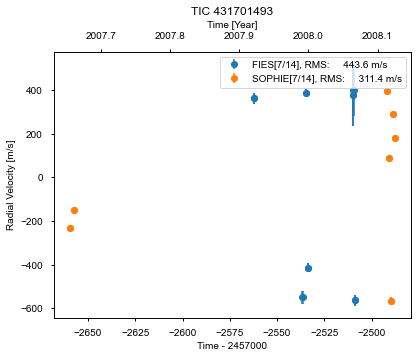 TIC 431701493
Time [Year]
2007.7 2007.8 2007.9 2008.0 2008.1
FIES[7/14], RMS: 443.6 m/s
SOPHIE[7/14], RMS: 311.4 m/s
Radial Velocity [m/s]
400
200
0
−200
−400
−600
−2650 −2625 −2600 −2575 −2550 −2525 −2500
Time - 2457000